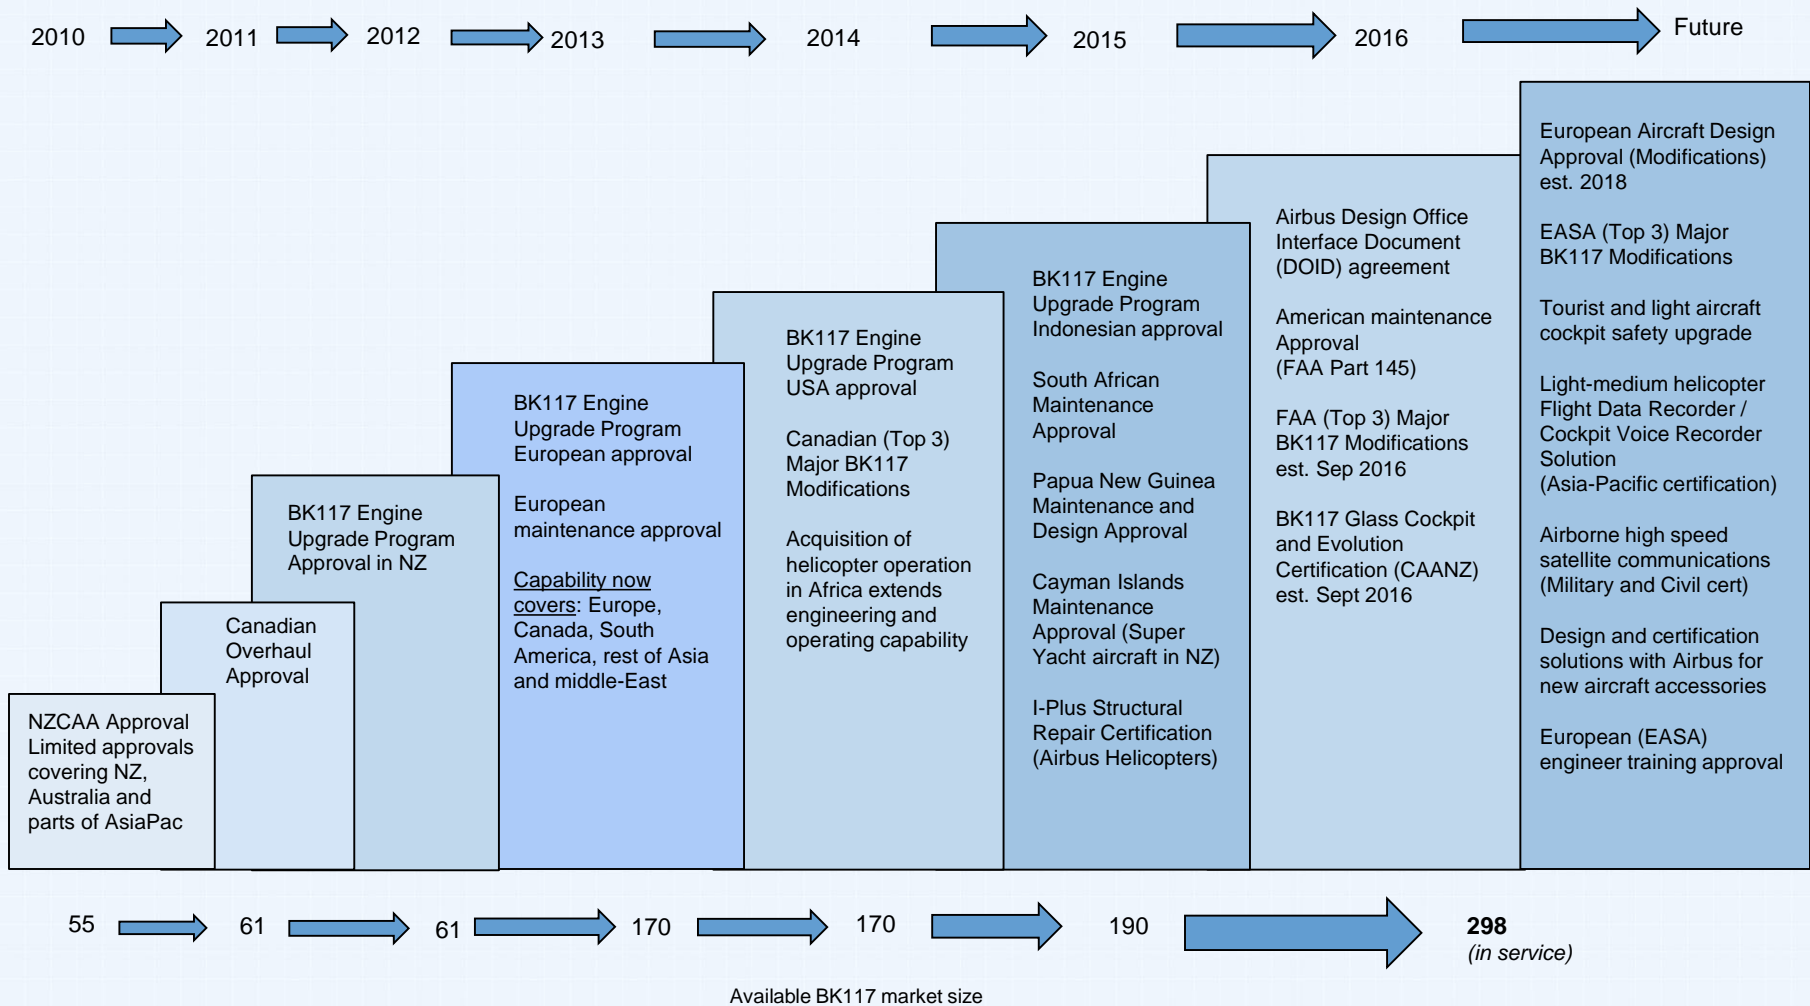 2010
2011
2012
2013
2014
2015
2016
Future
NZCAA Approval
Limited approvals
covering NZ,
Australia and
parts of AsiaPac
Canadian
Overhaul
Approval
BK117 Engine
Upgrade Program
Approval in NZ
BK117 Engine
Upgrade Program
European approval
European
maintenance approval
Capability now
covers: Europe,
Canada, South
America, rest of Asia
and middle-East
BK117 Engine
Upgrade Program
USA approval
Canadian (Top 3)
Major BK117
Modifications
Acquisition of
helicopter operation
in Africa extends
engineering and
operating capability
BK117 Engine
Upgrade Program
Indonesian approval
South African
Maintenance
Approval
Papua New Guinea
Maintenance and
Design Approval
Cayman Islands
Maintenance
Approval (Super
Yacht aircraft in NZ)
I-Plus Structural
Repair Certification
(Airbus Helicopters)
Airbus Design Office
Interface Document
(DOID) agreement
American maintenance
Approval
(FAA Part 145)
FAA (Top 3) Major
BK117 Modifications
est. Sep 2016
BK117 Glass Cockpit
and Evolution
Certification (CAANZ)
est. Sept 2016
European Aircraft Design
Approval (Modifications)
est. 2018
EASA (Top 3) Major
BK117 Modifications
Tourist and light aircraft
cockpit safety upgrade
Light-medium helicopter
Flight Data Recorder /
Cockpit Voice Recorder
Solution
(Asia-Pacific certification)
Airborne high speed
satellite communications
(Military and Civil cert)
Design and certification
solutions with Airbus for
new aircraft accessories
European (EASA)
engineer training approval
55
61
61
170
170
190
298
(in service)
Available BK117 market size